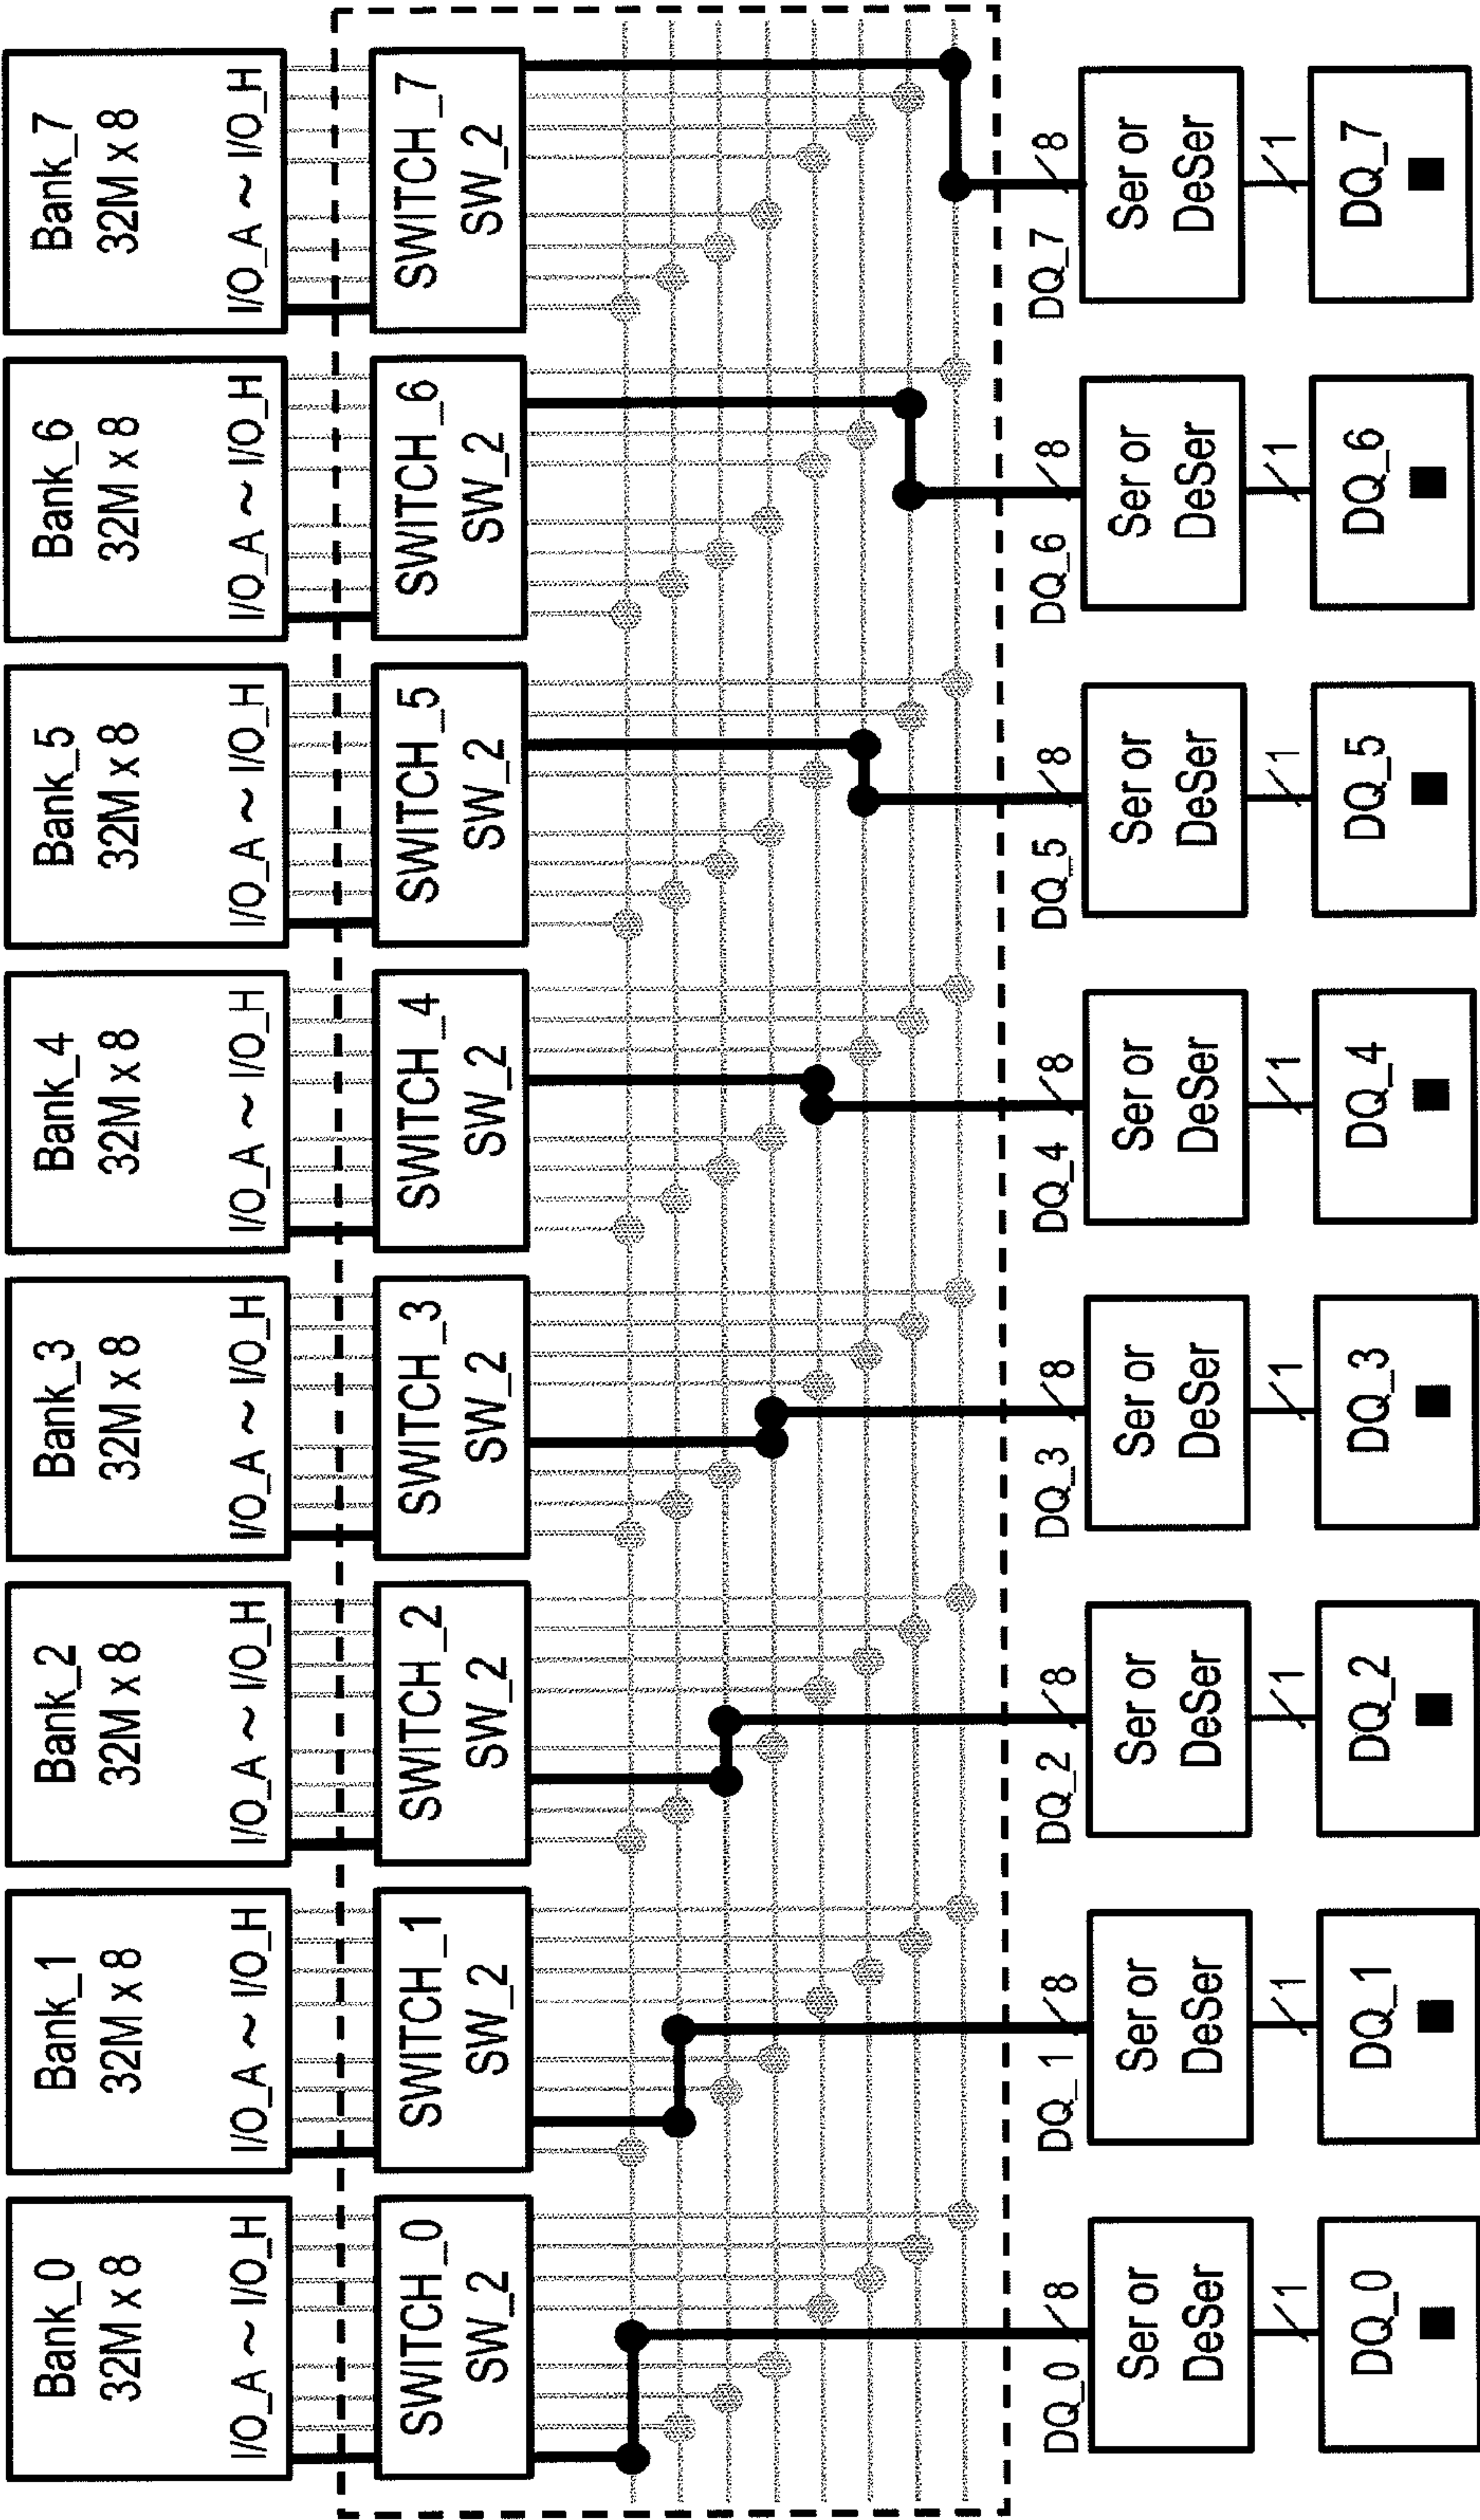 Bank_0
32M x 8
I/O_A ~ I/O_H
Bank_1
32M x 8
I/O_A ~ I/O_H
Bank_2
32M x 8
I/O_A ~ I/O_H
Bank_3
32M x 8
I/O_A ~ I/O_H
Bank_4
32M x 8
I/O_A ~ I/O_H
Bank_5
32M x 8
I/O_A ~ I/O_H
Bank_6
32M x 8
I/O_A ~ I/O_H
Bank_7
32M x 8
I/O_A ~ I/O_H
SWITCH_0
SW_2
SWITCH_1
SW_2
SWITCH_2
SW_2
SWITCH_3
SW_2
SWITCH_4
SW_2
SWITCH_5
SW_2
SWITCH_6
SW_2
SWITCH_7
SW_2
DQ_0
8
DQ_1
8
DQ_2
8
DQ_3
8
DQ_4
8
DQ_5
8
DQ_6
8
DQ_7
8
Ser or
DeSer
Ser or
DeSer
Ser or
DeSer
Ser or
DeSer
Ser or
DeSer
Ser or
DeSer
Ser or
DeSer
Ser or
DeSer
1
1
1
1
1
1
1
1
DQ_0
DQ_1
DQ_2
DQ_3
DQ_4
DQ_5
DQ_6
DQ_7